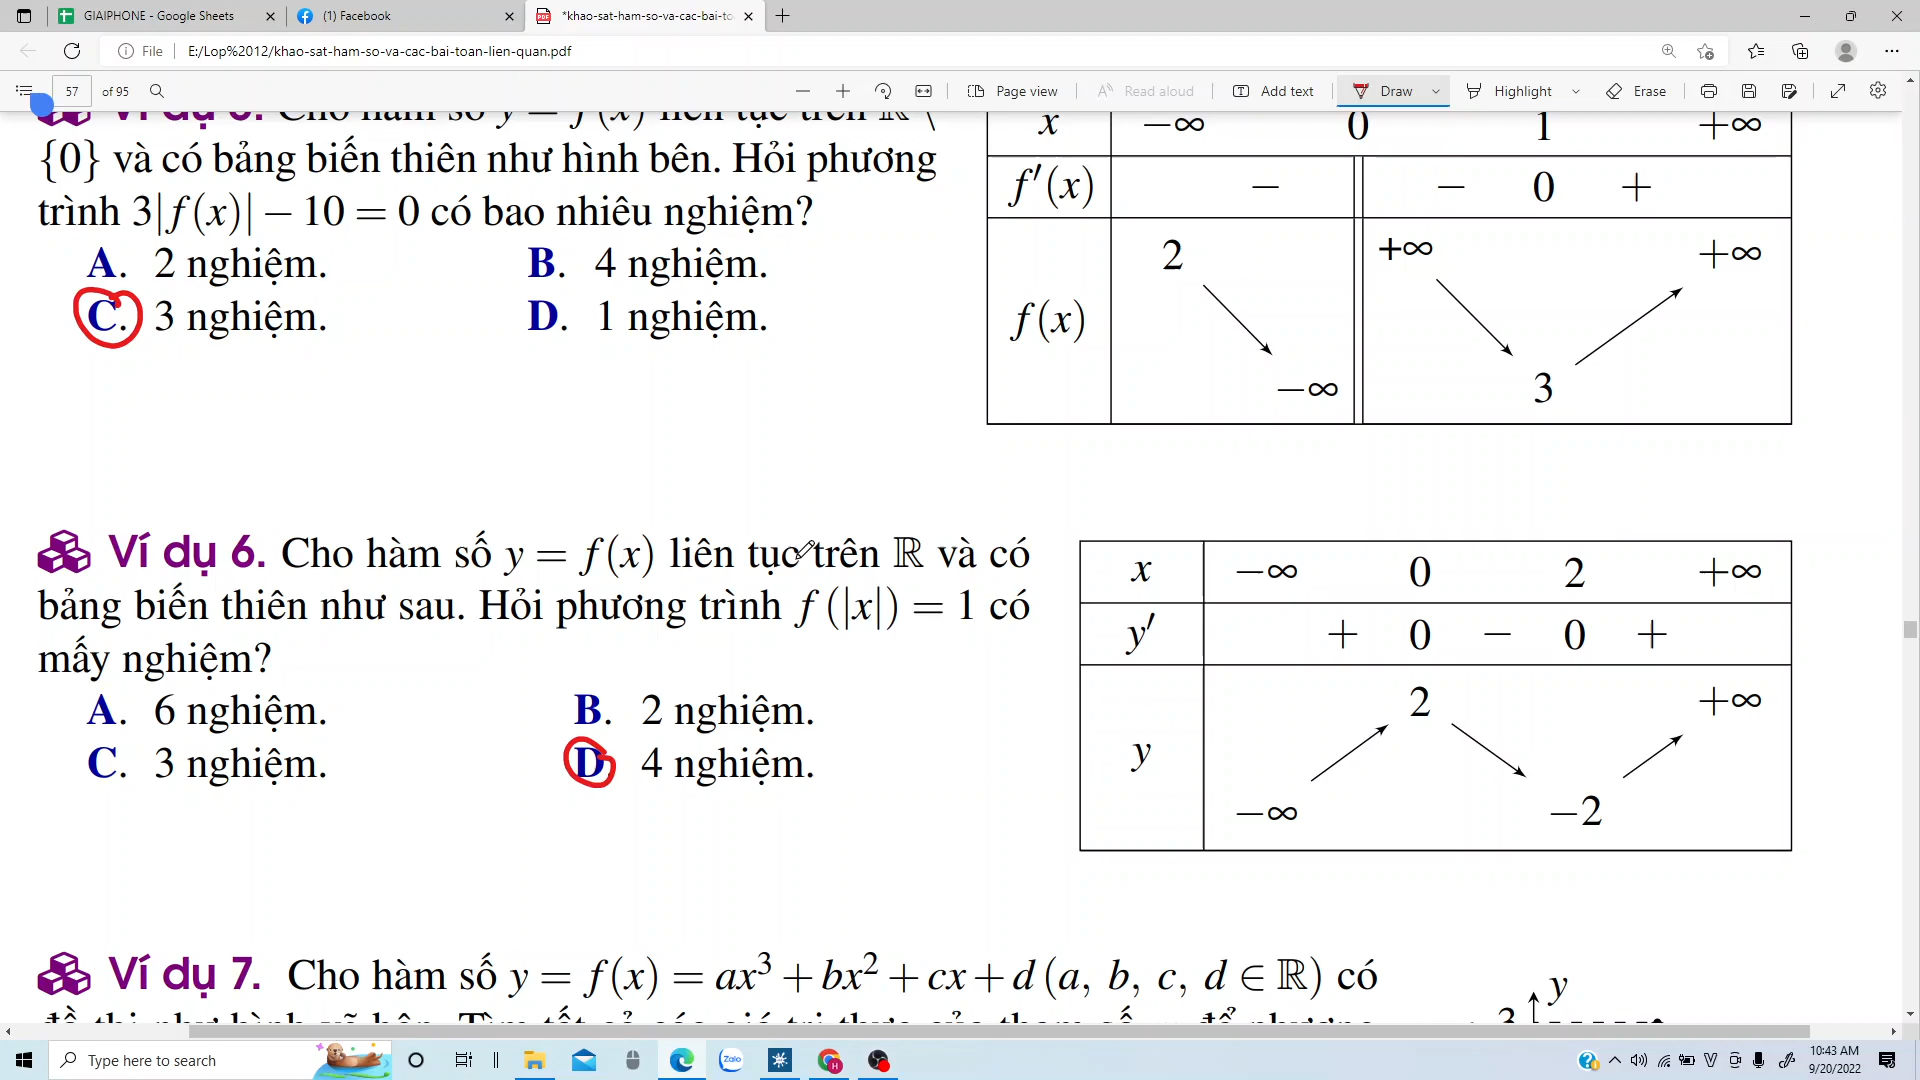 GIAIPHONE - Google Sheets
(1) Facebook
*khao-sat-ham-so-va-cac-bai-to
File
E:/Lop%2012/khao-sat-ham-so-va-cac-bai-toan-lien-quan.pdf
57 of 95
Page view
Read aloud
Add text
Draw
Highlight
Erase
{0} và có bảng biến thiên như hình bên. Hỏi phương
trình 3|f(x)| − 10 = 0 có bao nhiêu nghiệm?
A. 2 nghiệm.
B. 4 nghiệm.
C. 3 nghiệm.
D. 1 nghiệm.
x −∞ 0 1 +∞
f′(x) − − 0 +
2 +∞ +∞
f(x)
−∞ 3
Ví dụ 6. Cho hàm số y = f(x) liên tục trên ℝ và có
bảng biến thiên như sau. Hỏi phương trình f(|x|) = 1 có
mấy nghiệm?
A. 6 nghiệm.
B. 2 nghiệm.
C. 3 nghiệm.
D. 4 nghiệm.
x −∞ 0 2 +∞
y′ + 0 − 0 +
2 +∞
y
−∞ −2
Ví dụ 7. Cho hàm số y = f(x) = ax³ + bx² + cx + d (a, b, c, d ∈ ℝ) có
y
3
Type here to search
Zalo
10:43 AM
9/20/2022